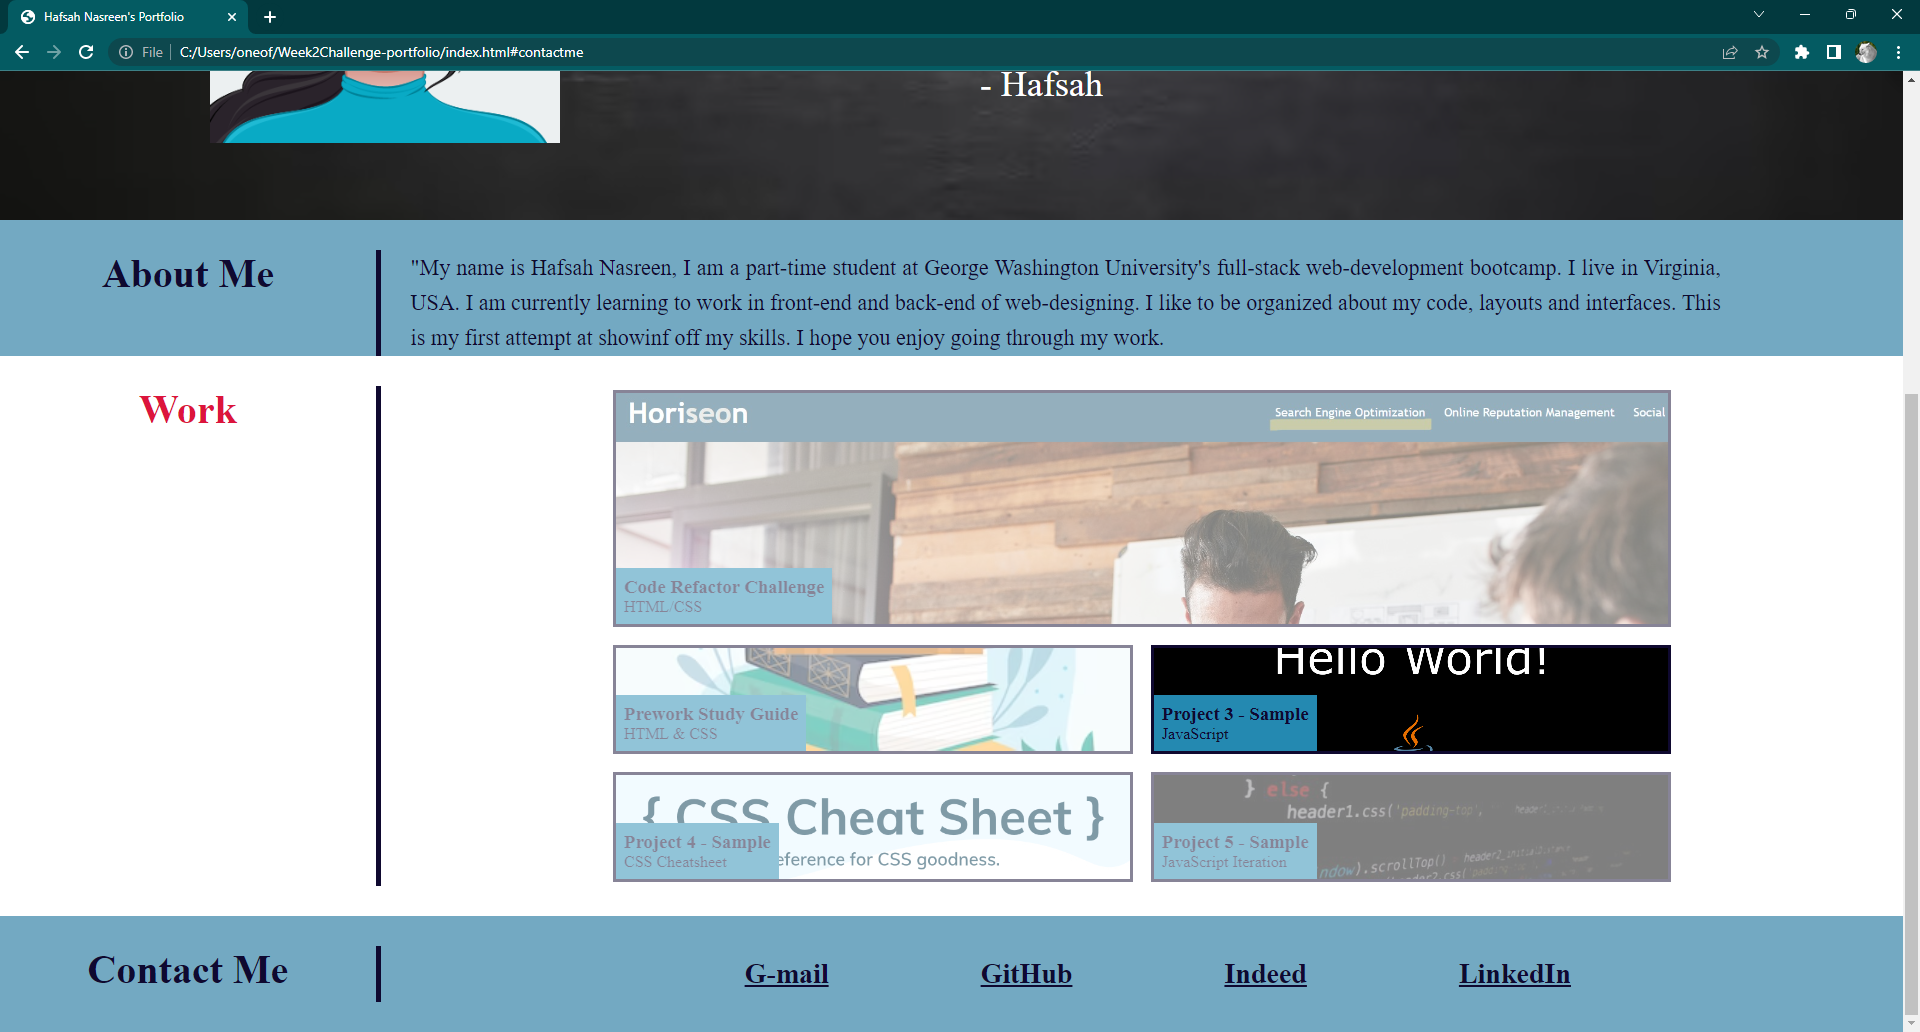 Hafsah Nasreen's Portfolio
File
C:/Users/oneof/Week2Challenge-portfolio/index.html#contactme
- Hafsah
About Me
"My name is Hafsah Nasreen, I am a part-time student at George Washington University's full-stack web-development bootcamp. I live in Virginia,
USA. I am currently learning to work in front-end and back-end of web-designing. I like to be organized about my code, layouts and interfaces. This
is my first attempt at showinf off my skills. I hope you enjoy going through my work.
Work
Horiseon
Search Engine Optimization
Online Reputation Management
Social
Code Refactor Challenge
HTML/CSS
Prework Study Guide
HTML & CSS
Hello World!
Project 3 - Sample
JavaScript
{ CSS Cheat Sheet }
eference for CSS goodness.
Project 4 - Sample
CSS Cheatsheet
} else {
header1.css('padding-top',
ndow).scrollTop()
header2.css(
Project 5 - Sample
JavaScript Iteration
Contact Me
G-mail
GitHub
Indeed
LinkedIn